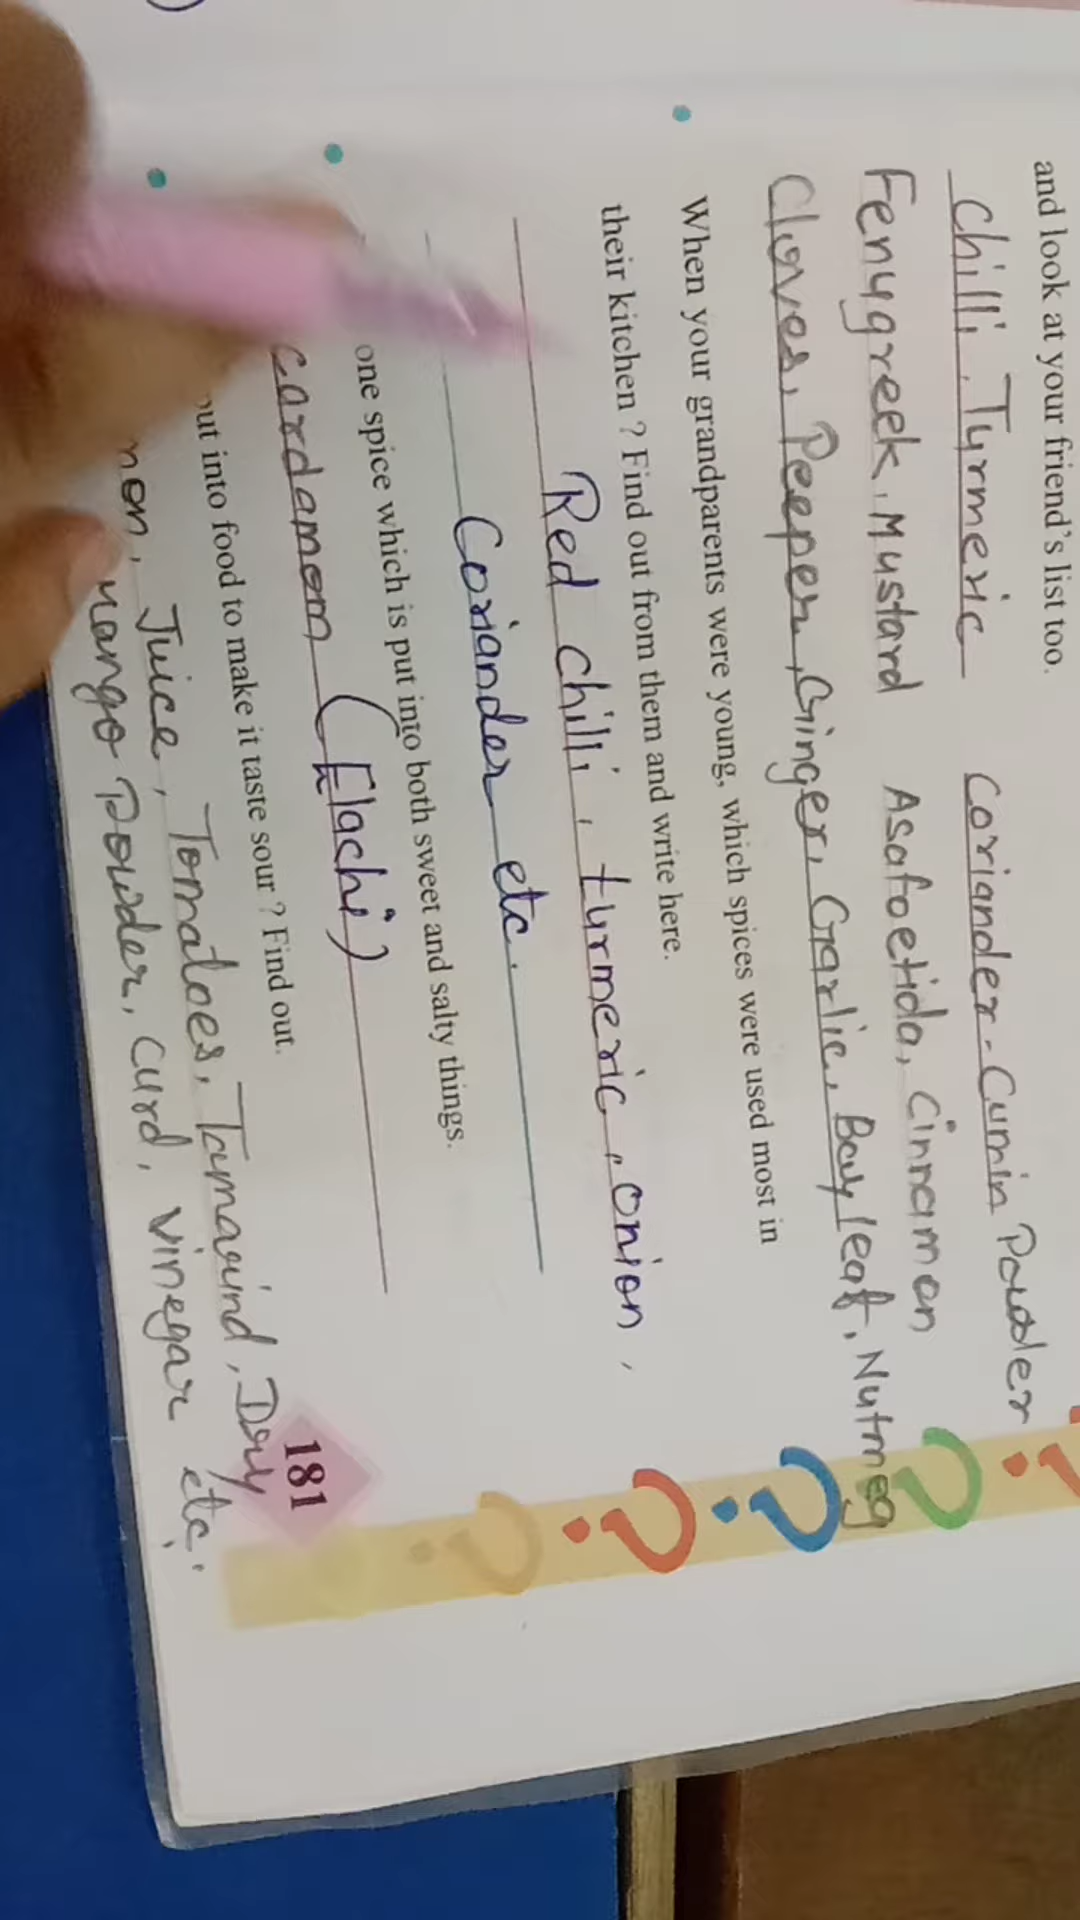 and look at your friend's list too.
Chilli, Turmeric Coriander-Cumin Powder
Fenugreek, Mustard Asafoetida, Cinnamon
Cloves, Peeper, Ginger, Garlic, Bay leaf, Nutmeg
When your grandparents were young, which spices were used most in
their kitchen ? Find out from them and write here.
Red chilli, turmeric, onion,
Coriander etc.
one spice which is put into both sweet and salty things.
Cardamom (Elachi)
into food to make it taste sour ? Find out.
Juice, Tomatoes, Tamarind, Dry
mango Powder, Curd, Vinegar etc.
181